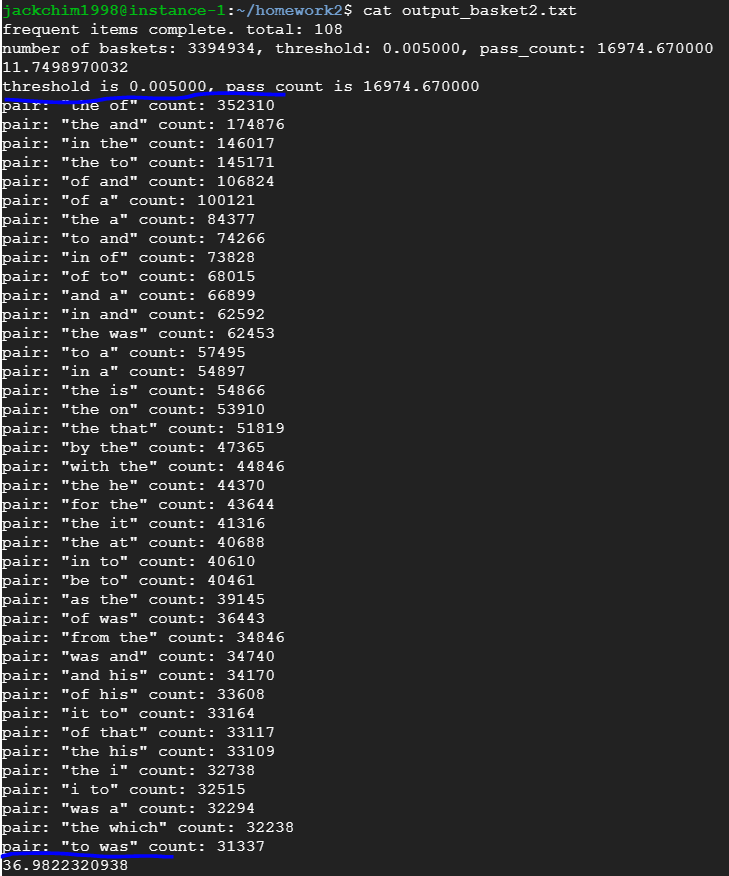 jackchim1998@instance-1:~/homework2$ cat output_basket2.txt
frequent items complete. total: 108
number of baskets: 3394934, threshold: 0.005000, pass_count: 16974.670000
11.7498970032
threshold is 0.005000, pass count is 16974.670000
pair: "the of" count: 352310
pair: "the and" count: 174876
pair: "in the" count: 146017
pair: "the to" count: 145171
pair: "of and" count: 106824
pair: "of a" count: 100121
pair: "the a" count: 84377
pair: "to and" count: 74266
pair: "in of" count: 73828
pair: "of to" count: 68015
pair: "and a" count: 66899
pair: "in and" count: 62592
pair: "the was" count: 62453
pair: "to a" count: 57495
pair: "in a" count: 54897
pair: "the is" count: 54866
pair: "the on" count: 53910
pair: "the that" count: 51819
pair: "by the" count: 47365
pair: "with the" count: 44846
pair: "the he" count: 44370
pair: "for the" count: 43644
pair: "the it" count: 41316
pair: "the at" count: 40688
pair: "in to" count: 40610
pair: "be to" count: 40461
pair: "as the" count: 39145
pair: "of was" count: 36443
pair: "from the" count: 34846
pair: "was and" count: 34740
pair: "and his" count: 34170
pair: "of his" count: 33608
pair: "it to" count: 33164
pair: "of that" count: 33117
pair: "the his" count: 33109
pair: "the i" count: 32738
pair: "i to" count: 32515
pair: "was a" count: 32294
pair: "the which" count: 32238
pair: "to was" count: 31337
36.9822320938